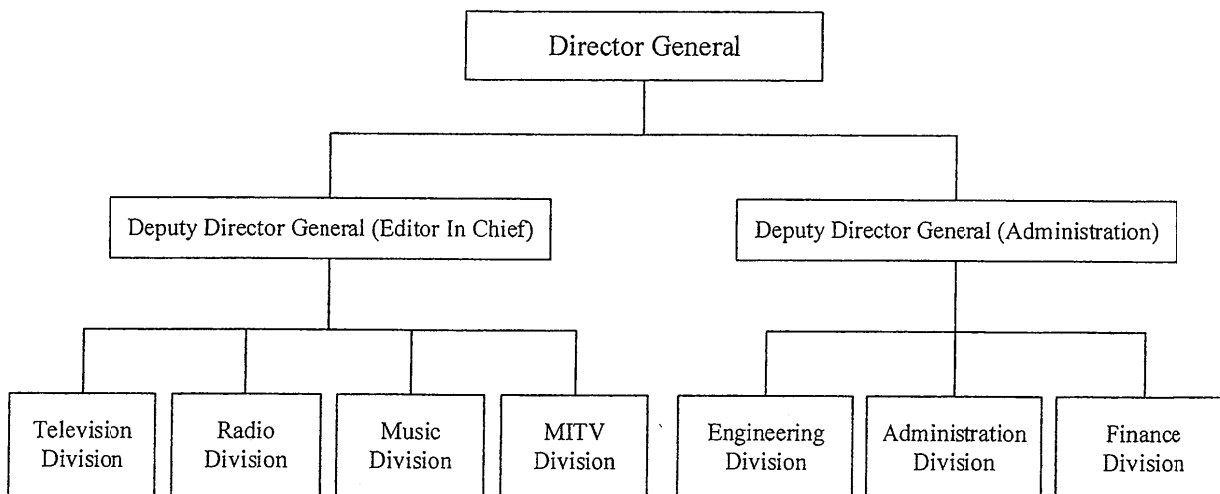 Director General
Deputy Director General (Editor In Chief)
Deputy Director General (Administration)
Television
Division
Radio
Division
Music
Division
MITV
Division
Engineering
Division
Administration
Division
Finance
Division